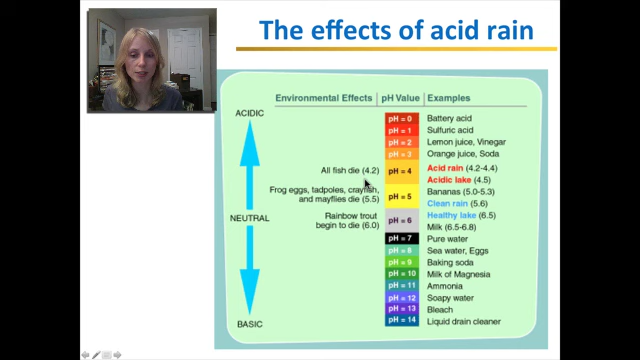 The effects of acid rain
Environmental Effects pH Value Examples
ACIDIC
pH = 0 Battery acid
pH = 1 Sulfuric acid
pH = 2 Lemon juice, Vinegar
pH = 3 Orange juice, Soda
All fish die (4.2) pH = 4 Acid rain (4.2-4.4)
Acidic lake (4.5)
Frog eggs, tadpoles, crayfish,
and mayflies die (5.5) pH = 5 Bananas (5.0-5.3)
Clean rain (5.6)
NEUTRAL
Rainbow trout
begin to die (6.0) pH = 6 Healthy lake (6.5)
Milk (6.5-6.8)
pH = 7 Pure water
pH = 8 Sea water, Eggs
pH = 9 Baking soda
pH = 10 Milk of Magnesia
pH = 11 Ammonia
pH = 12 Soapy water
pH = 13 Bleach
pH = 14 Liquid drain cleaner
BASIC